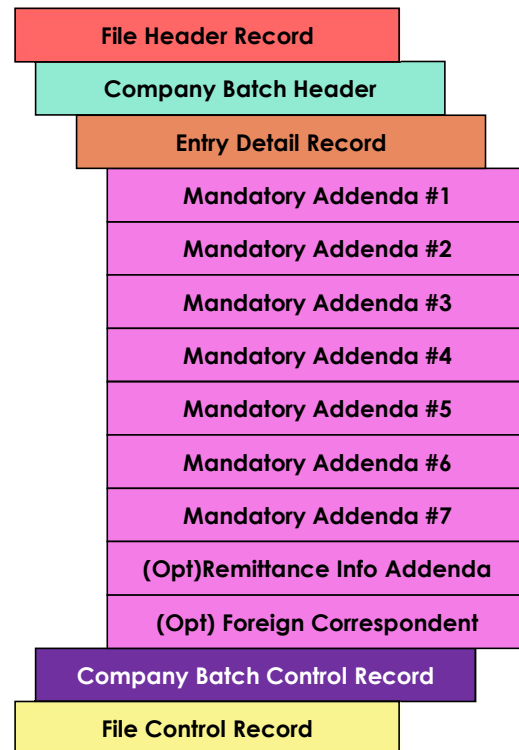 File Header Record
Company Batch Header
Entry Detail Record
Mandatory Addenda #1
Mandatory Addenda #2
Mandatory Addenda #3
Mandatory Addenda #4
Mandatory Addenda #5
Mandatory Addenda #6
Mandatory Addenda #7
(Opt)Remittance Info Addenda
(Opt) Foreign Correspondent
Company Batch Control Record
File Control Record